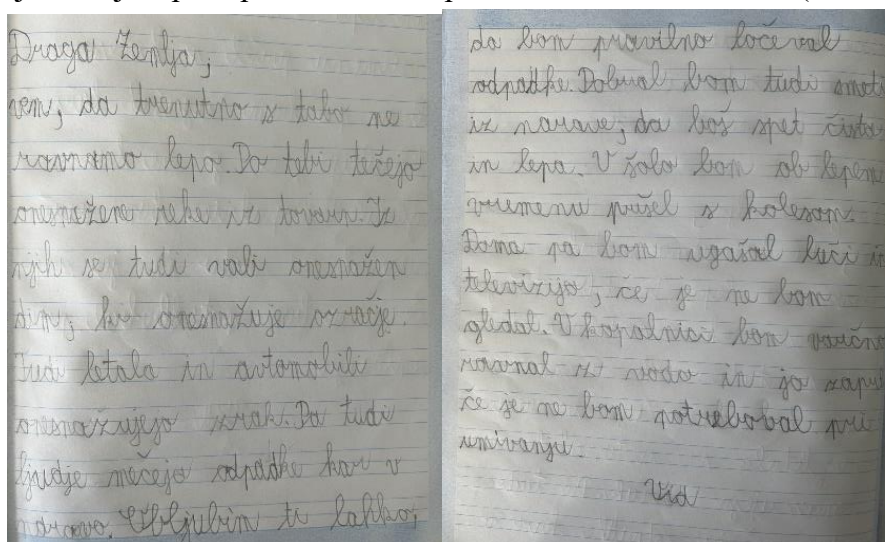 Draga Zemlja,
vem, da trenutno s tabo ne
ravnamo lepo. Do tebi tečejo
onesnažene reke iz tovarn. Iz
njih se tudi vali onesnažen
dim, ki onesnažuje ozračje.
Tudi letala in avtomobili
onesnažujejo zrak. Pa tudi
ljudje mečejo odpadke kar v
naravo. Obljubim ti lahko,
da bom pravilno ločeval
odpadke. Pobiral bom tudi smeti
iz narave, da boš spet čista
in lepa. V šolo bom ob lepem
vremenu prišel s kolesom.
Doma pa bom ugašal luči in
televizijo, če je ne bom
gledal. V kopalnici bom varčno
ravnal z vodo in jo zaprl
če je ne bom potreboval pri
umivanju.
Vid